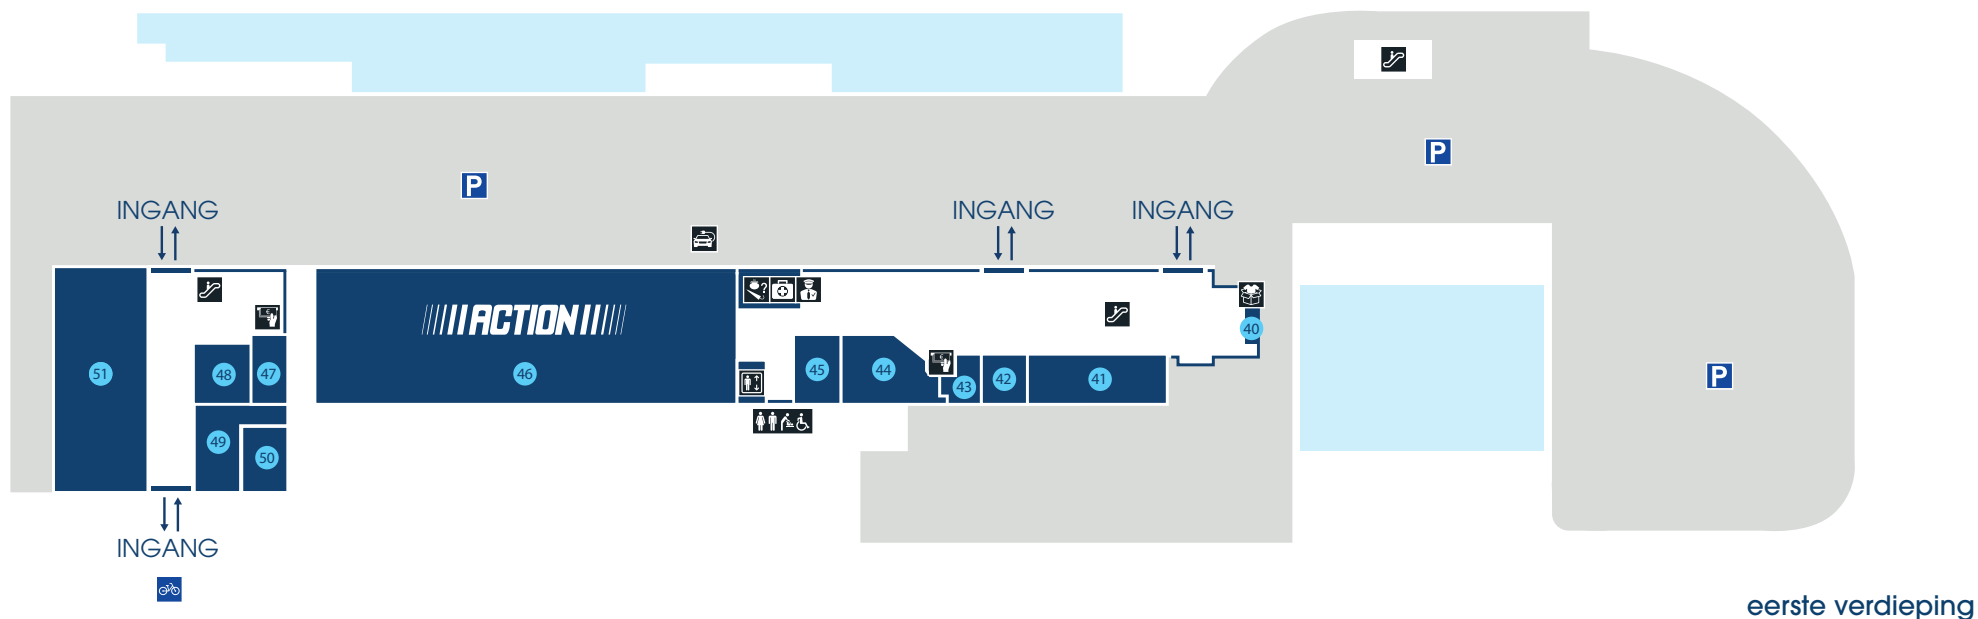 P
P
INGANG
INGANG
INGANG
?
ACTION
40
51
48
47
46
45
44
43
42
41
P
49
50
INGANG
eerste verdieping